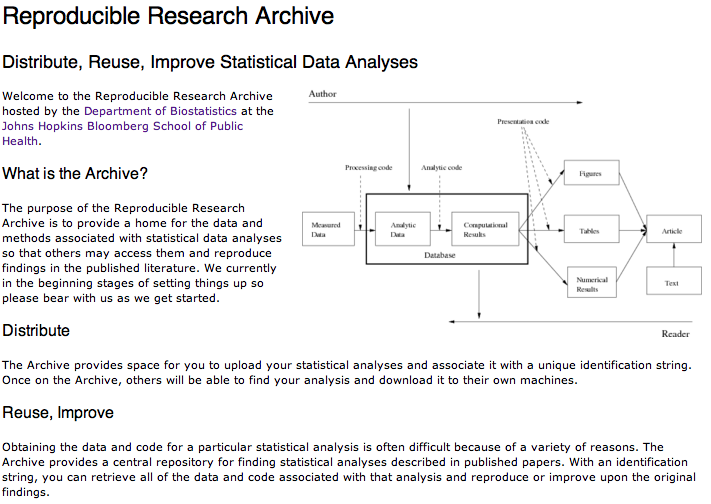 Reproducible Research Archive
Distribute, Reuse, Improve Statistical Data Analyses
Welcome to the Reproducible Research Archive
hosted by the Department of Biostatistics at the
Johns Hopkins Bloomberg School of Public
Health.
What is the Archive?
The purpose of the Reproducible Research
Archive is to provide a home for the data and
methods associated with statistical data analyses
so that others may access them and reproduce
findings in the published literature. We currently
in the beginning stages of setting things up so
please bear with us as we get started.
Author
Presentation code
Processing code
Analytic code
Figures
Measured
Data
Analytic
Data
Computational
Results
Tables
Article
Database
Numerical
Results
Text
Reader
Distribute
The Archive provides space for you to upload your statistical analyses and associate it with a unique identification string.
Once on the Archive, others will be able to find your analysis and download it to their own machines.
Reuse, Improve
Obtaining the data and code for a particular statistical analysis is often difficult because of a variety of reasons. The
Archive provides a central repository for finding statistical analyses described in published papers. With an identification
string, you can retrieve all of the data and code associated with that analysis and reproduce or improve upon the original
findings.